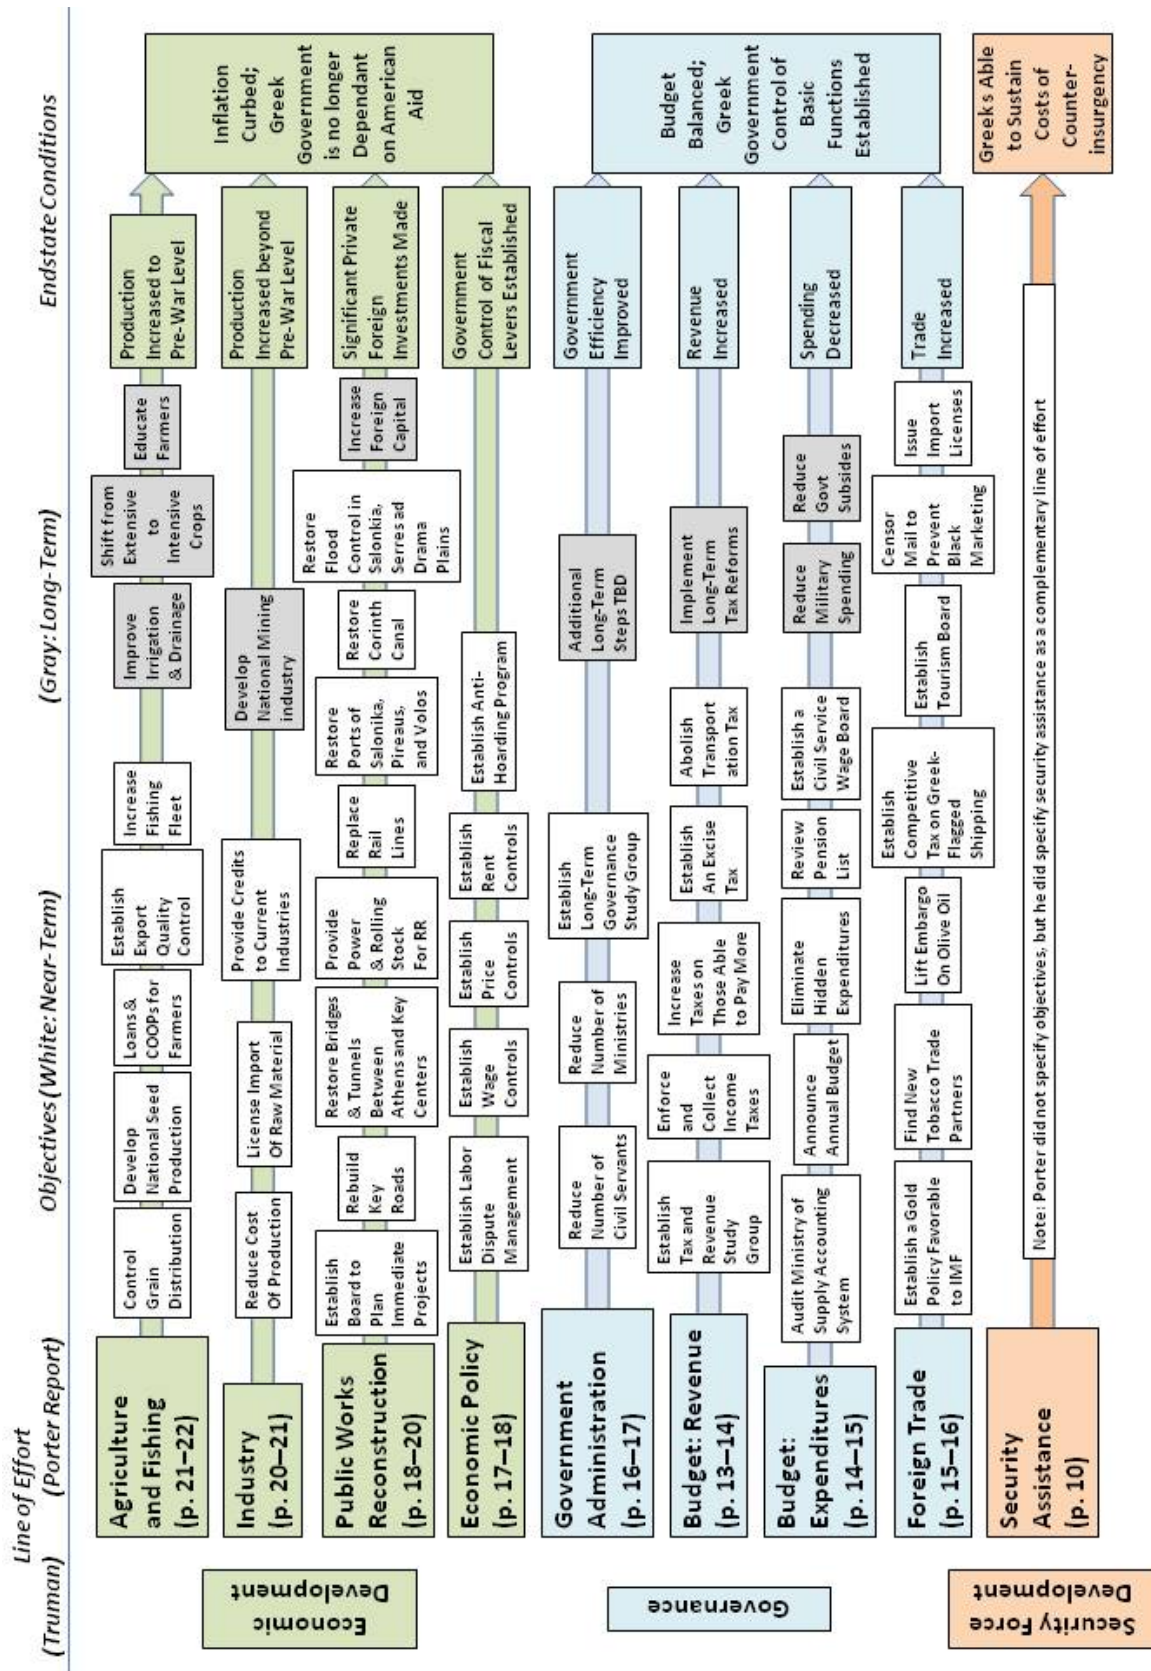 Line of Effort
(Truman)
(Porter Report)
Objectives (White: Near-Term)
(Gray: Long-Term)
Endstate Conditions
Economic
Development
Agriculture
and Fishing
(p. 21–22)
Control
Grain
Distribution
Develop
National Seed
Production
Loans &
COOPs for
Farmers
Establish
Export
Quality
Control
Increase
Fishing
Fleet
Improve
Irrigation
& Drainage
Shift from
Extensive
to
Intensive
Crops
Educate
Farmers
Production
Increased to
Pre-War Level
Industry
(p. 20–21)
Reduce Cost
Of Production
License Import
Of Raw Material
Provide Credits
to Current
Industries
Develop
National Mining
industry
Production
Increased beyond
Pre-War Level
Public Works
Reconstruction
(p. 18–20)
Establish
Board to
Plan
Immediate
Projects
Rebuild
Key
Roads
Restore Bridges
& Tunnels
Between
Athens and Key
Centers
Provide
Power
& Rolling
Stock
For RR
Replace
Rail
Lines
Restore
Ports of
Salonika,
Pireaus,
and Volos
Restore
Corinth
Canal
Restore
Flood
Control in
Salonkia,
Serres ad
Drama
Plains
Increase
Foreign
Capital
Significant Private
Foreign
Investments Made
Economic Policy
(p. 17–18)
Establish Labor
Dispute
Management
Establish
Wage
Controls
Establish
Price
Controls
Establish
Rent
Controls
Establish Anti-
Hoarding Program
Government
Control of Fiscal
Levers Established
Inflation
Curbed;
Greek
Government
is no longer
Dependant
on American
Aid
Governance
Government
Administration
(p. 16–17)
Reduce
Number of
Civil Servants
Reduce
Number of
Ministries
Establish
Long-Term
Governance
Study Group
Additional
Long-Term
Steps TBD
Government
Efficiency
Improved
Budget: Revenue
(p. 13–14)
Establish
Tax and
Revenue
Study
Group
Enforce
and
Collect
Income
Taxes
Increase
Taxes on
Those Able
to Pay More
Establish
An Excise
Tax
Abolish
Transport
ation Tax
Implement
Long-Term
Tax Reforms
Revenue
Increased
Budget:
Expenditures
(p. 14–15)
Audit Ministry of
Supply Accounting
System
Announce
Annual Budget
Eliminate
Hidden
Expenditures
Review
Pension
List
Establish a
Civil Service
Wage Board
Reduce
Military
Spending
Reduce
Govt
Subsides
Spending
Decreased
Foreign Trade
(p. 15–16)
Establish a Gold
Policy Favorable
to IMF
Find New
Tobacco Trade
Partners
Lift Embargo
On Olive Oil
Establish
Competitive
Tax on Greek-
Flagged
Shipping
Establish
Tourism Board
Censor
Mail to
Prevent
Black
Marketing
Issue
Import
Licenses
Trade
Increased
Budget
Balanced;
Greek
Government
Control of
Basic
Functions
Established
Security Force
Development
Security
Assistance
(p. 10)
Note: Porter did not specify objectives, but he did specify security assistance as a complementary line of effort
Greeks Able
to Sustain
Costs of
Counter-
insurgency